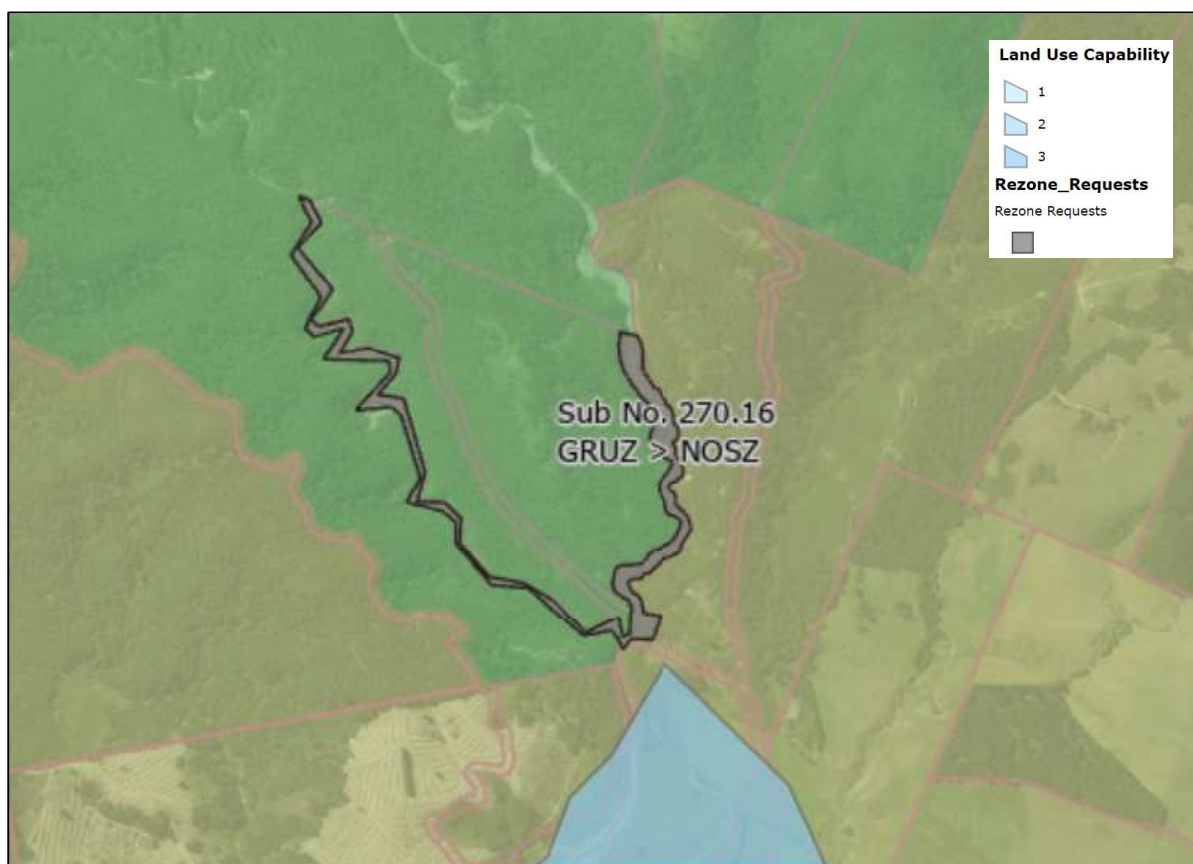 Land Use Capability
1
2
3
Rezone_Requests
Rezone Requests
Sub No. 270.16
GRUZ > NOSZ